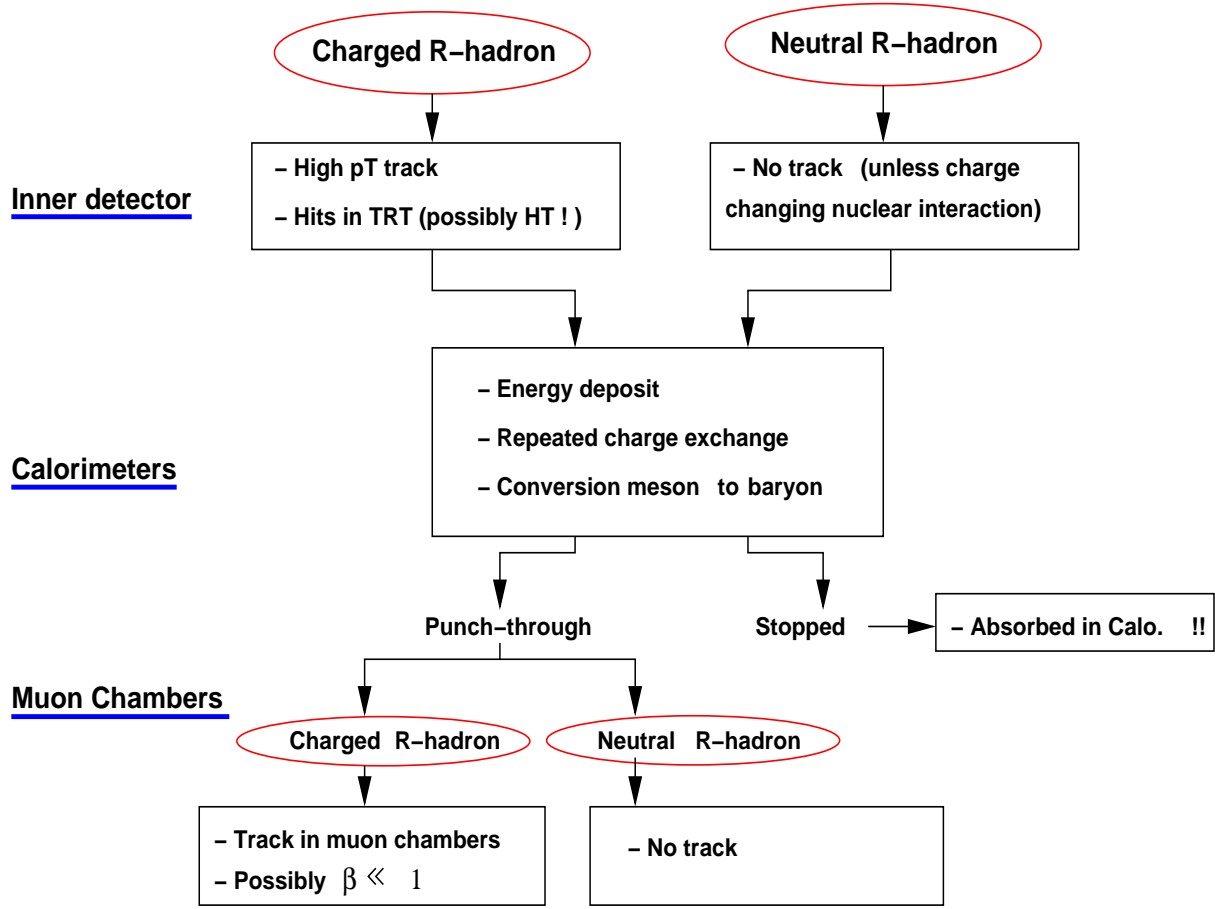 Charged R–hadron
Neutral R–hadron
Inner detector
– High pT track
– Hits in TRT (possibly HT ! )
– No track (unless charge
changing nuclear interaction)
Calorimeters
– Energy deposit
– Repeated charge exchange
– Conversion meson to baryon
Punch–through
Stopped
– Absorbed in Calo. !!
Muon Chambers
Charged R–hadron
Neutral R–hadron
– Track in muon chambers
– Possibly β ≪ 1
– No track